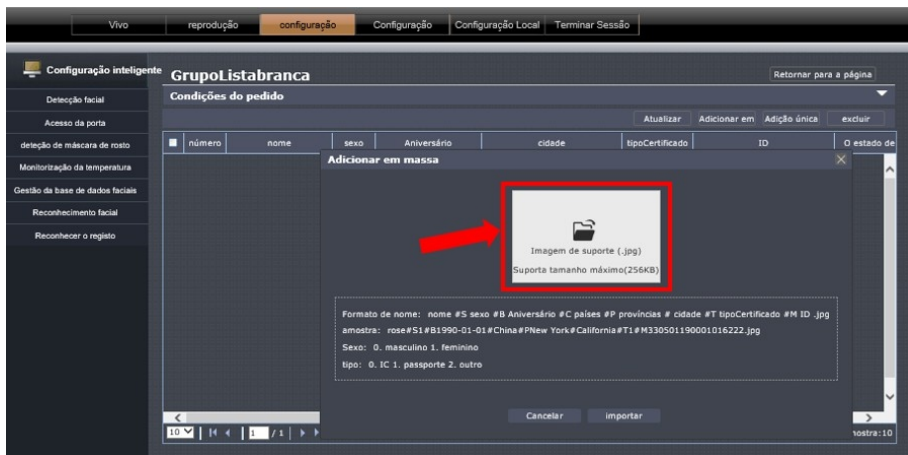 Vivo reprodução configuração Configuração Configuração Local Terminar Sessão
Configuração inteligente
Detecção facial
Acesso da porta
deteção de máscara de rosto
Monitorização da temperatura
Gestão da base de dados faciais
Reconhecimento facial
Reconhecer o registo
GrupoListabranca Retornar para a página
Condições do pedido
Atualizar Adicionar em Adição única excluir
número nome sexo Aniversário cidade tipoCertificado ID O estado de
Adicionar em massa
Imagem de suporte (.jpg)
Suporta tamanho máximo(256KB)
Formato de nome: nome #S sexo #B Aniversário #C países #P províncias # cidade #T tipoCertificado #M ID .jpg
amostra: rose#S1#B1990-01-01#China#PNew York#California#T1#M330501190001016222.jpg
Sexo: 0. masculino 1. feminino
tipo: 0. IC 1. passporte 2. outro
Cancelar importar
10 1 / 1 nostra:10